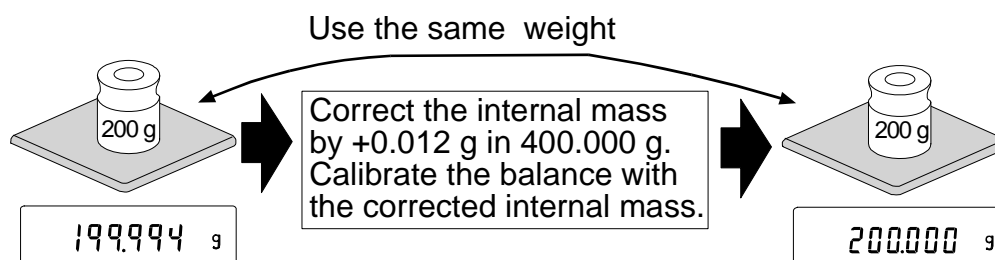 Use the same weight
200 g
Correct the internal mass
by +0.012 g in 400.000 g.
Calibrate the balance with
the corrected internal mass.
200 g
199.994 g
200.000 g